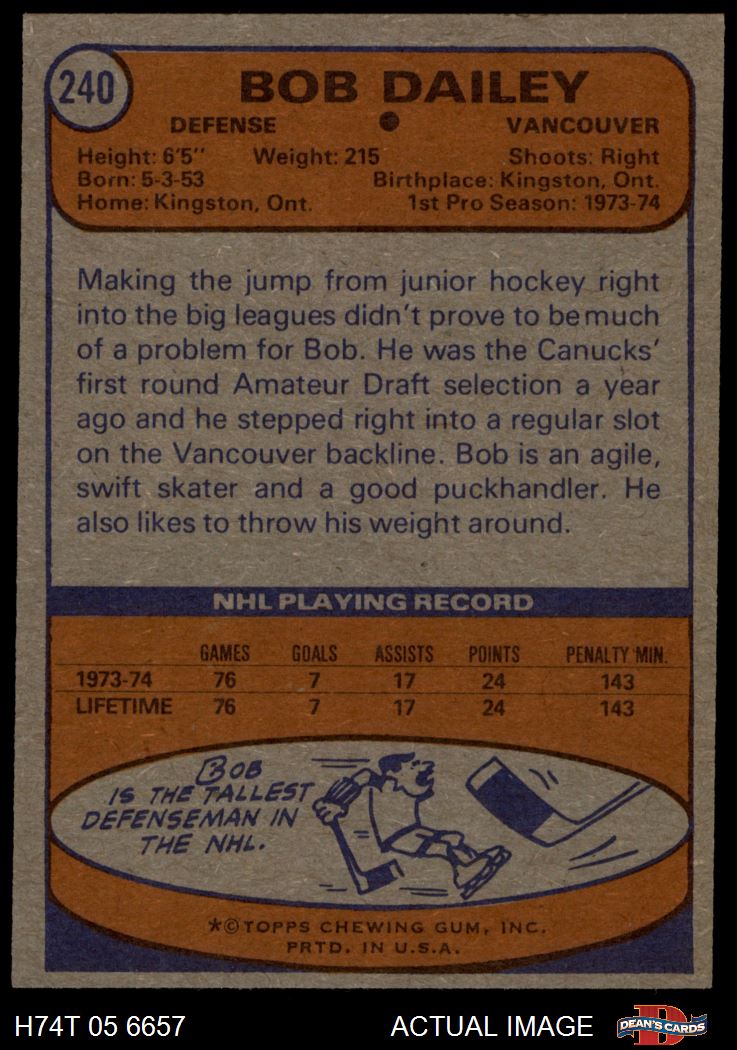 240
BOB DAILEY
DEFENSE ● VANCOUVER
Height: 6'5" Weight: 215 Shoots: Right
Born: 5-3-53 Birthplace: Kingston, Ont.
Home: Kingston, Ont. 1st Pro Season: 1973-74
Making the jump from junior hockey right
into the big leagues didn't prove to be much
of a problem for Bob. He was the Canucks'
first round Amateur Draft selection a year
ago and he stepped right into a regular slot
on the Vancouver backline. Bob is an agile,
swift skater and a good puckhandler. He
also likes to throw his weight around.
NHL PLAYING RECORD
GAMES GOALS ASSISTS POINTS PENALTY MIN.
1973-74 76 7 17 24 143
LIFETIME 76 7 17 24 143
BOB
IS THE TALLEST
DEFENSEMAN IN
THE NHL.
*© TOPPS CHEWING GUM, INC.
PRTD. IN U.S.A.
H74T 05 6657 ACTUAL IMAGE D DEAN'S CARDS